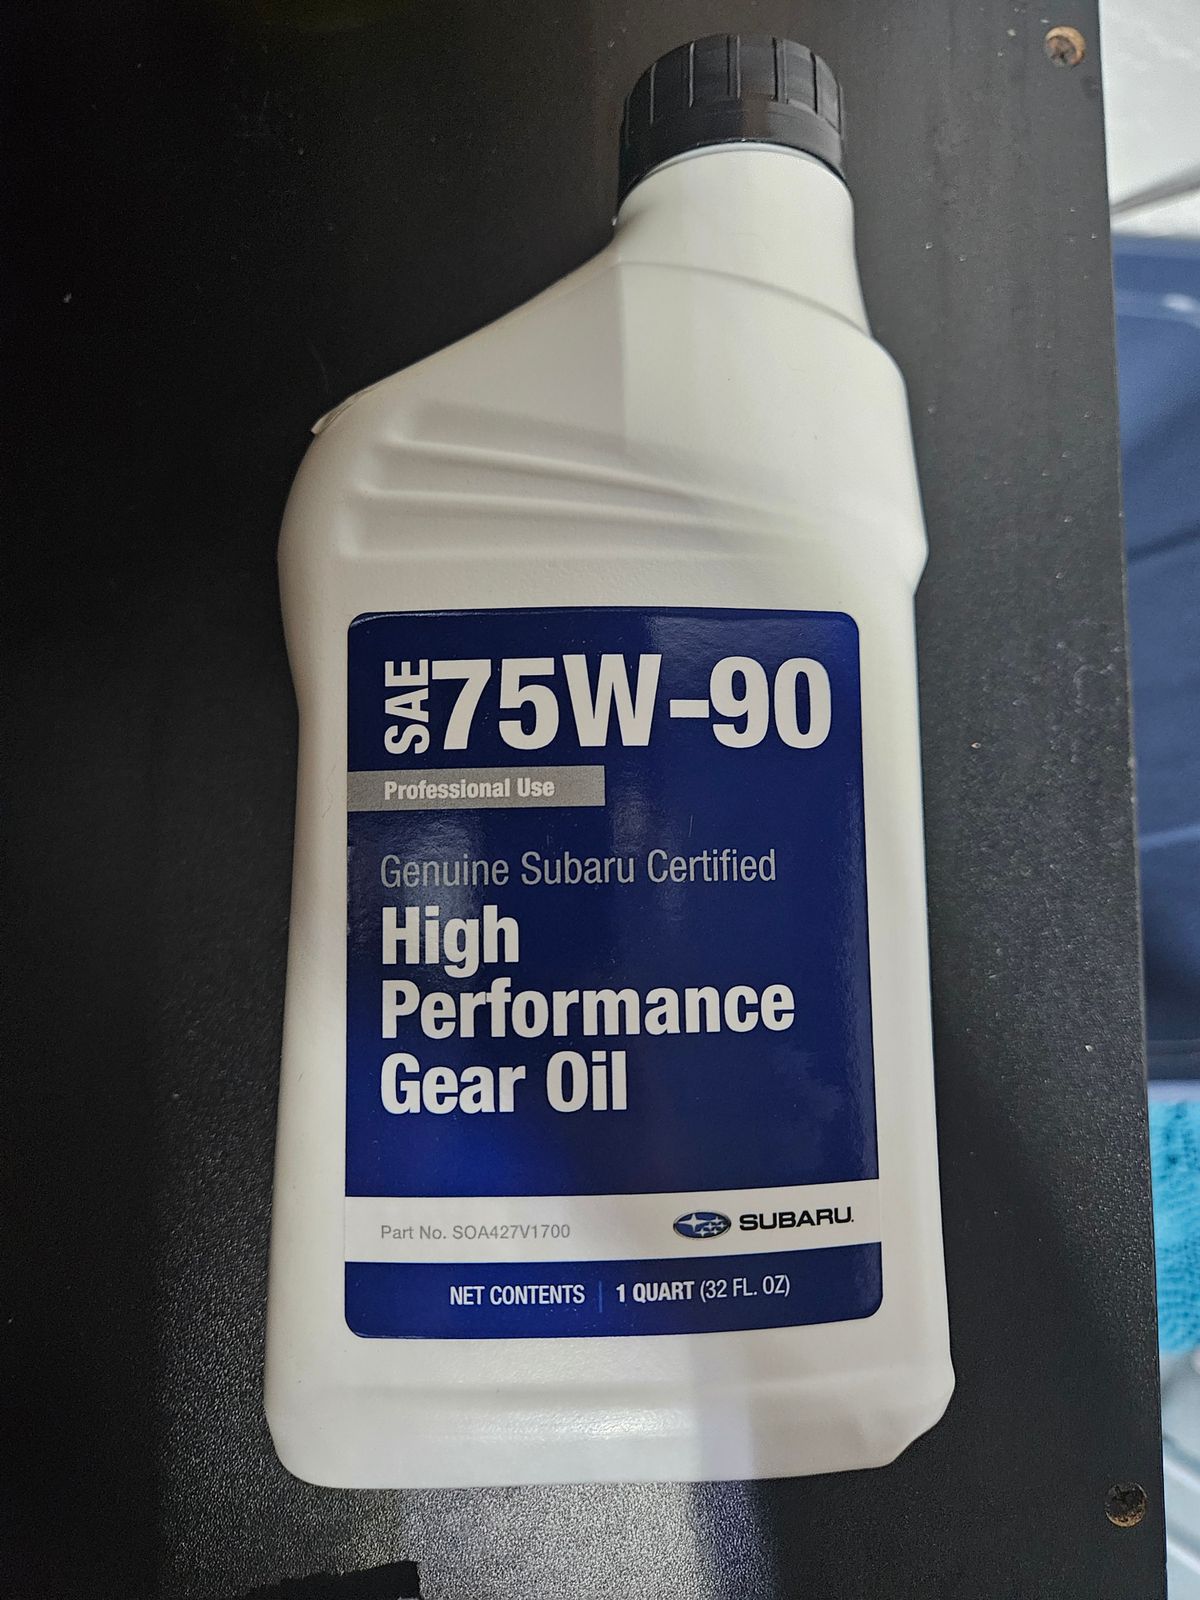 SAE 75W-90
Professional Use
Genuine Subaru Certified
High
Performance
Gear Oil
Part No. SOA427V1700
SUBARU.
NET CONTENTS | 1 QUART (32 FL. OZ)